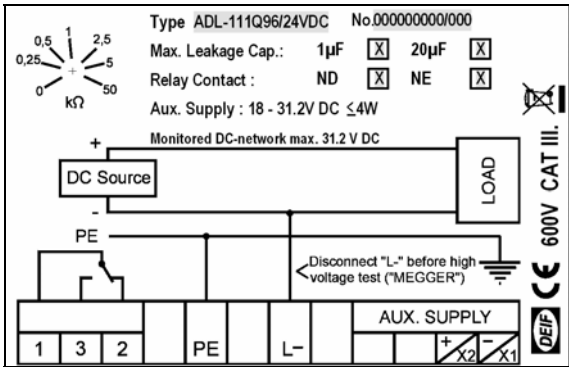 Type ADL-111Q96/24VDC No.000000000/000
0 0,25 0,5 1 2,5 5 50
kΩ
Max. Leakage Cap.: 1µF X 20µF X
Relay Contact : ND X NE X
Aux. Supply : 18 - 31.2V DC ≤4W
Monitored DC-network max. 31.2 V DC
+
DC Source
LOAD
-
PE
Disconnect "L-" before high
voltage test ("MEGGER")
600V CAT III.
CE
DEIF
AUX. SUPPLY
1 3 2 PE L- + X2 - X1